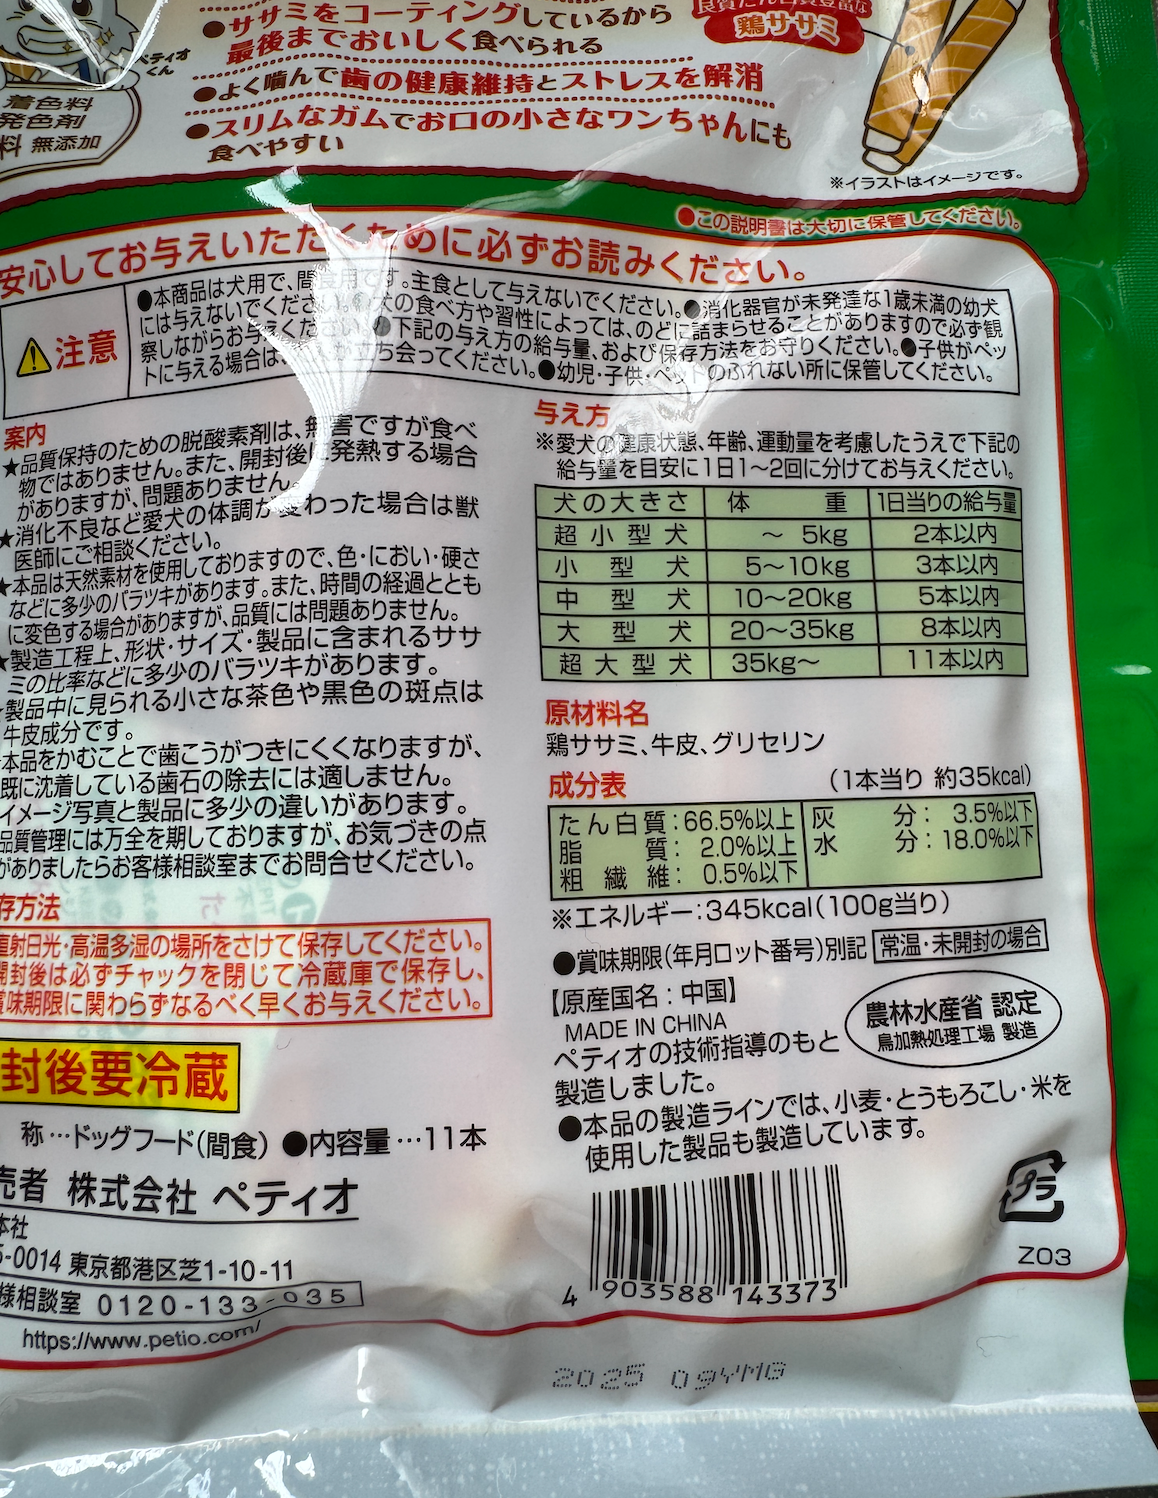 ●ササミをコーティングしているから
最後までおいしく食べられる
●よく噛んで歯の健康維持とストレスを解消
●スリムなガムでお口の小さなワンちゃんにも
食べやすい
ペティオ
くん
着色料
発色剤
料 無添加
鶏ササミ
※イラストはイメージです。
●この説明書は大切に保管してください。
安心してお与えいただくために必ずお読みください。
注意
●本商品は犬用で、間食用です。主食として与えないでください。●消化器官が未発達な1歳未満の幼犬
には与えないでください。●犬の食べ方や習性によっては、のどに詰まらせることがありますので必ず観
察しながらお与えください。●下記の与え方の給与量、および保存方法をお守りください。●子供がペッ
トに与える場合は、が立ち会ってください。●幼児・子供・ペットのふれない所に保管してください。
案内
★品質保持のための脱酸素剤は、無害ですが食べ
物ではありません。また、開封後に発熱する場合
がありますが、問題ありません。
★消化不良など愛犬の体調が変わった場合は獣
医師にご相談ください。
★本品は天然素材を使用しておりますので、色・におい・硬さ
などに多少のバラツキがあります。また、時間の経過ととも
に変色する場合がありますが、品質には問題ありません。
★製造工程上、形状・サイズ・製品に含まれるササ
ミの比率などに多少のバラツキがあります。
製品中に見られる小さな茶色や黒色の斑点は
牛皮成分です。
本品をかむことで歯こうがつきにくくなりますが、
既に沈着している歯石の除去には適しません。
イメージ写真と製品に多少の違いがあります。
品質管理には万全を期しておりますが、お気づきの点
がありましたらお客様相談室までお問合せください。
存方法
直射日光・高温多湿の場所をさけて保存してください。
開封後は必ずチャックを閉じて冷蔵庫で保存し、
賞味期限に関わらずなるべく早くお与えください。
封後要冷蔵
称…ドッグフード(間食) ●内容量…11本
売者 株式会社 ペティオ
本社
5-0014 東京都港区芝1-10-11
様相談室 0120-133-035
https://www.petio.com/
与え方
※愛犬の健康状態、年齢、運動量を考慮したうえで下記の
給与量を目安に1日1〜2回に分けてお与えください。
犬の大きさ 体 重 1日当りの給与量
超小型犬 〜 5kg 2本以内
小型犬 5〜10kg 3本以内
中型犬 10〜20kg 5本以内
大型犬 20〜35kg 8本以内
超大型犬 35kg〜 11本以内
原材料名
鶏ササミ、牛皮、グリセリン
成分表 (1本当り 約35kcal)
たん白質:66.5%以上 灰 分: 3.5%以下
脂 質: 2.0%以上 水 分:18.0%以下
粗繊維: 0.5%以下
※エネルギー:345kcal(100g当り)
●賞味期限(年月ロット番号)別記 常温・未開封の場合
【原産国名:中国】
MADE IN CHINA
ペティオの技術指導のもと
製造しました。
農林水産省 認定
鳥加熱処理工場 製造
●本品の製造ラインでは、小麦・とうもろこし・米を
使用した製品も製造しています。
プラ
4 903588 143373
Z03
2025 09YMG